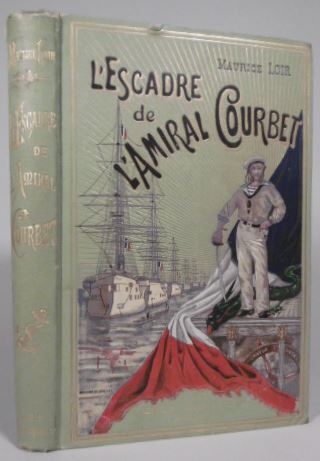 MAURICE LOIR
L'ESCADRE
de
L'AMIRAL COURBET
MAURICE LOIR
L'ESCADRE
DE
L'AMIRAL
COURBET